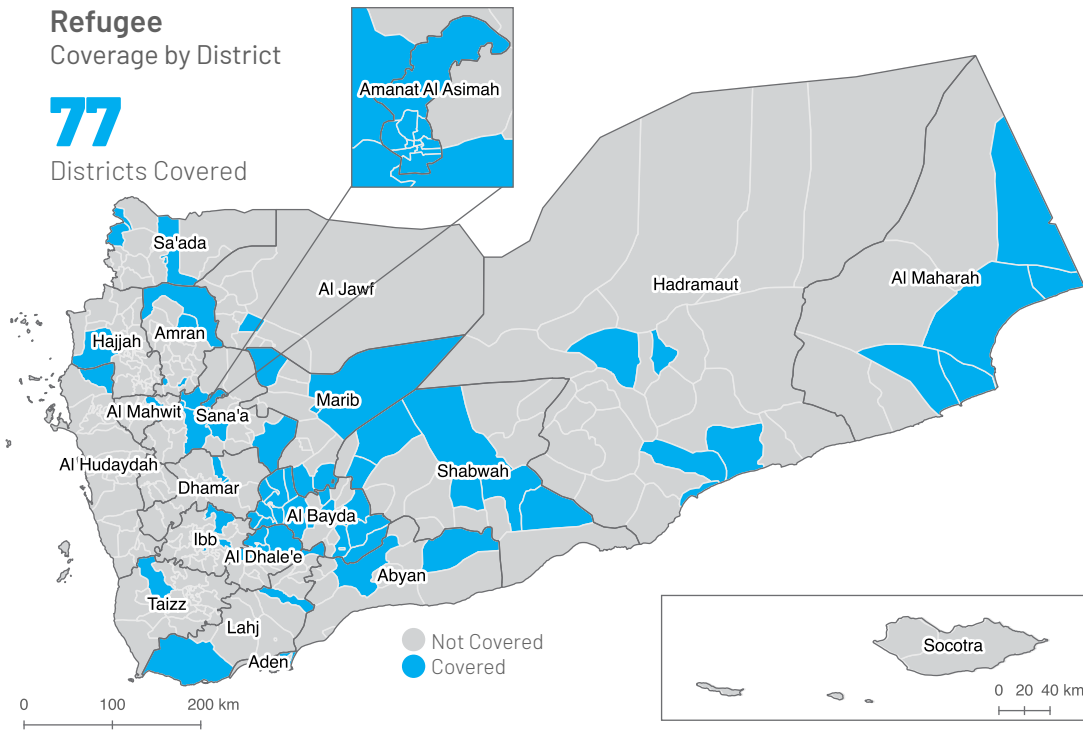 Refugee
Coverage by District
77
Districts Covered
Amanat Al Asimah
Sa'ada
Al Jawf
Hadramaut
Al Maharah
Hajjah
Amran
Marib
Al Mahwit
Sana'a
Al Hudaydah
Shabwah
Dhamar
Al Bayda
Ibb
Al Dhale'e
Abyan
Taizz
Lahj
Aden
Not Covered
Covered
Socotra
0 100 200 km
0 20 40 km